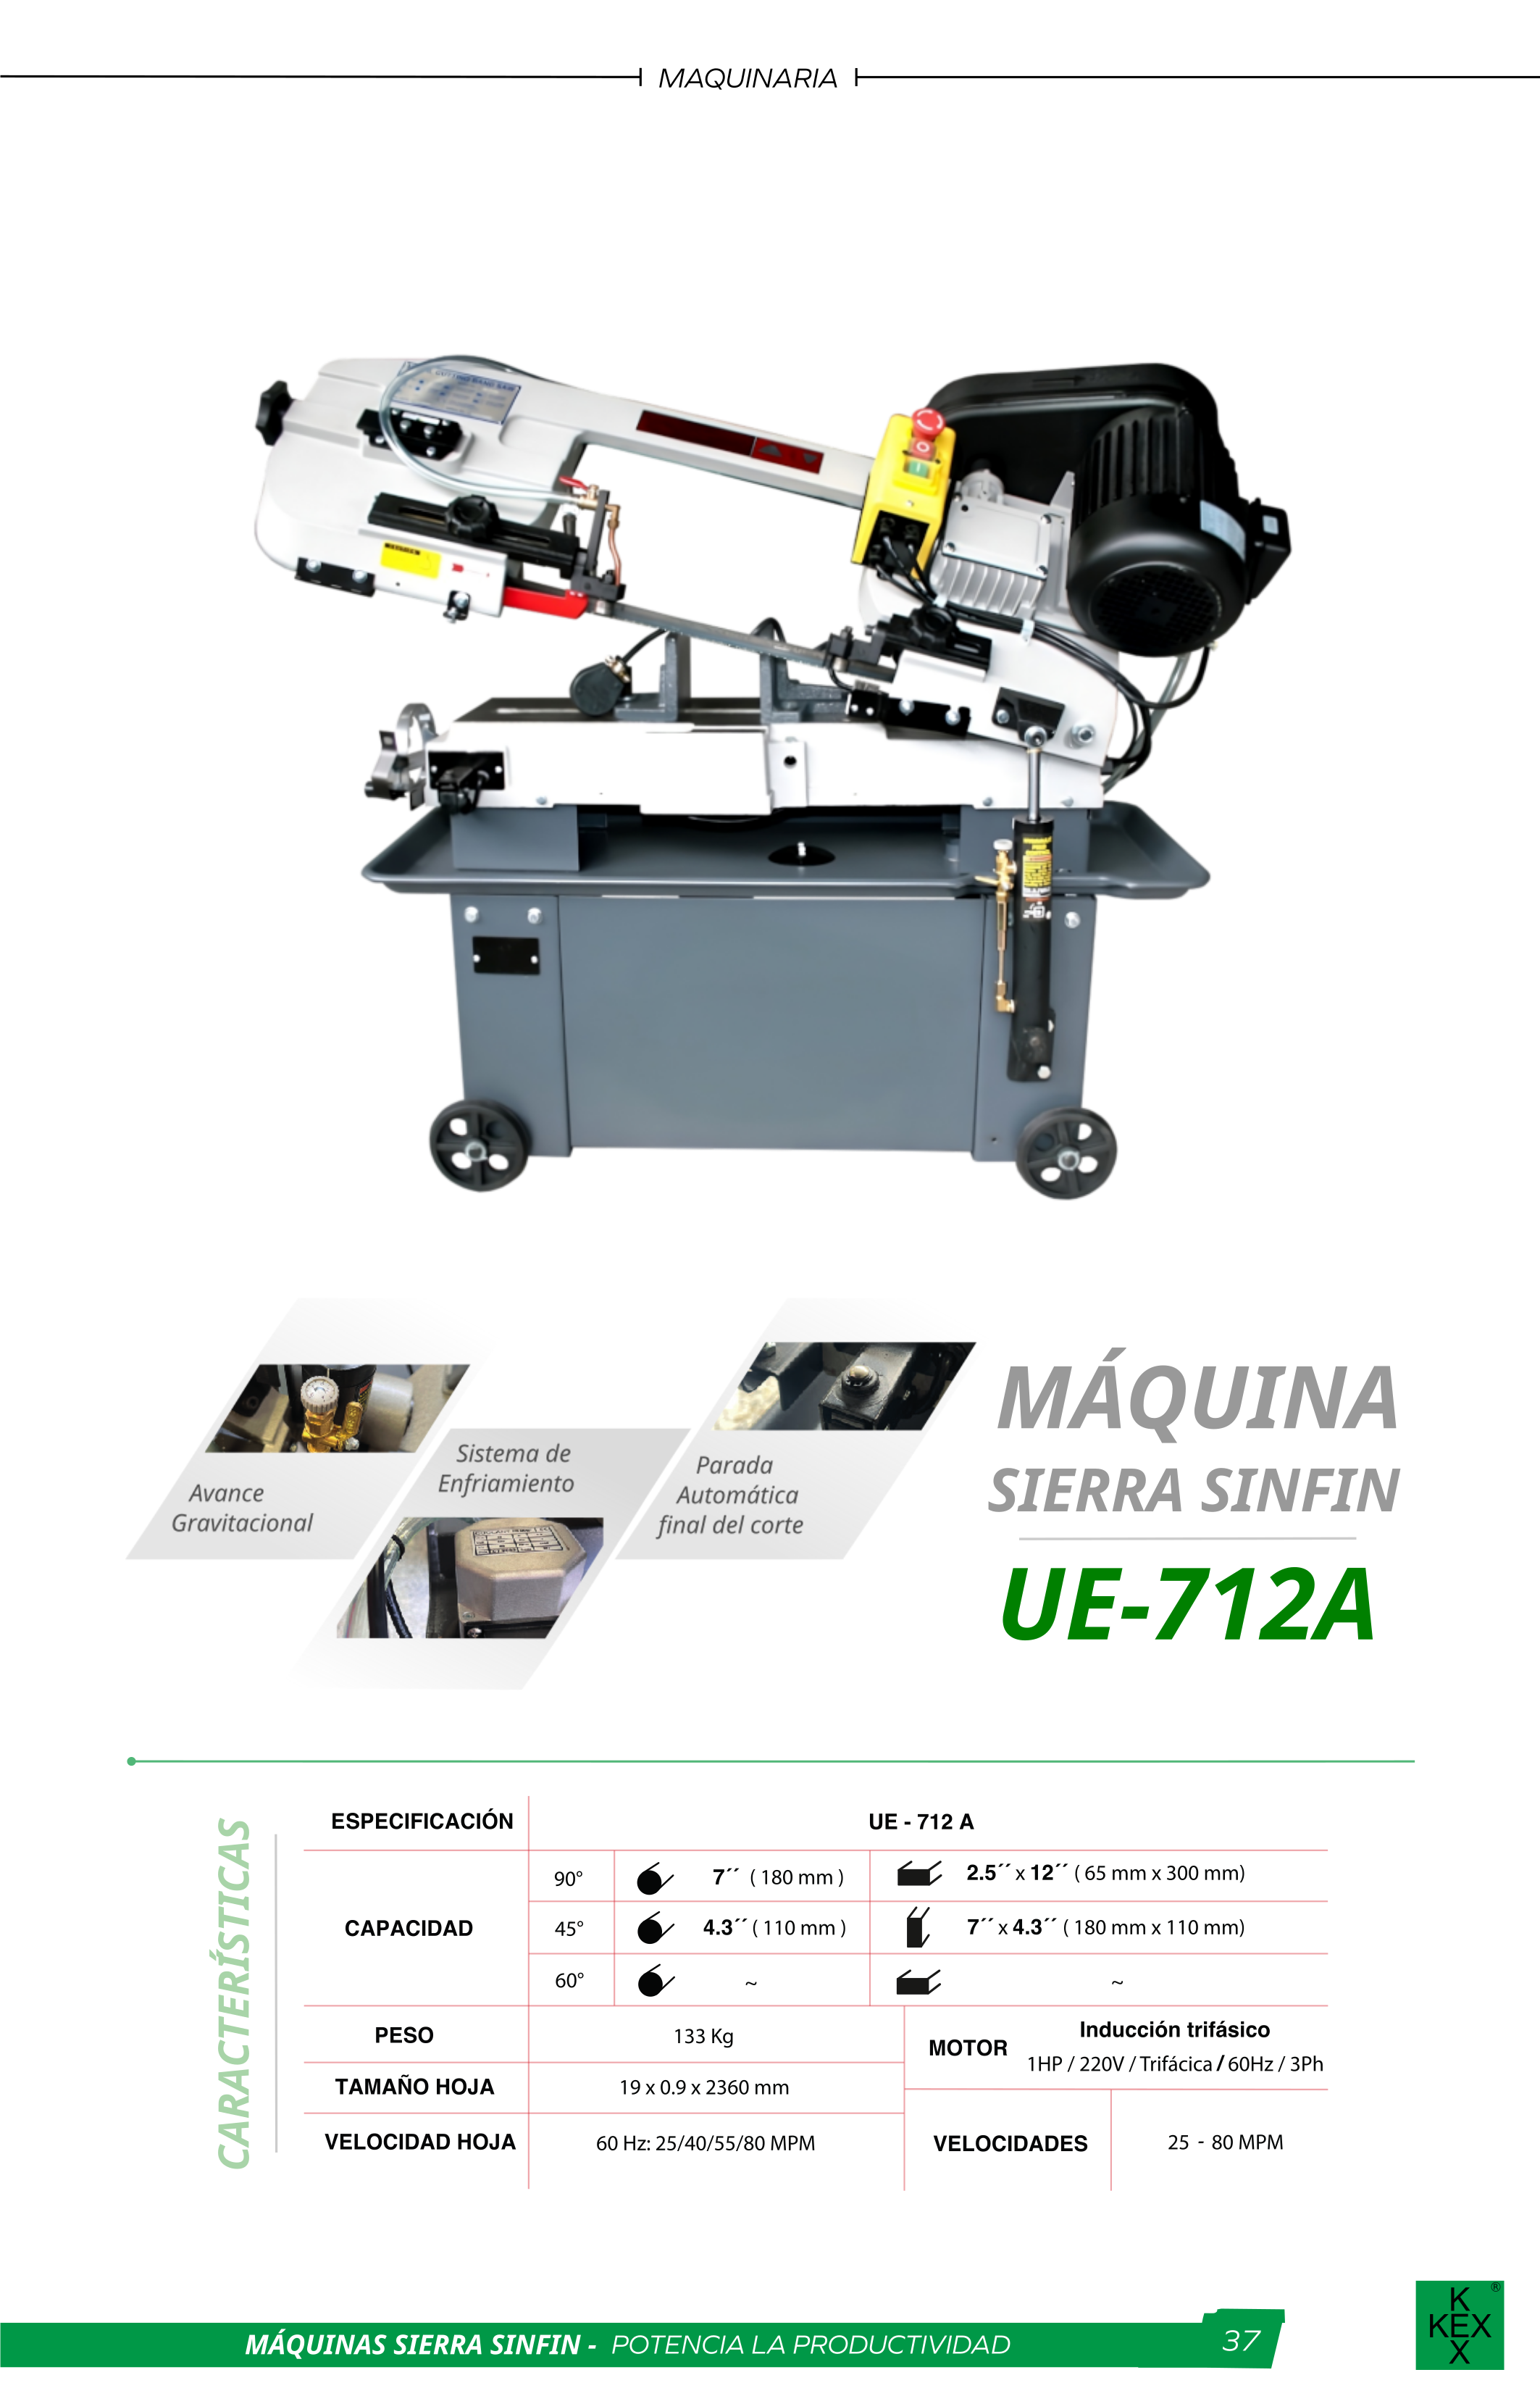 MAQUINARIA
Avance
Gravitacional
Sistema de
Enfriamiento
Parada
Automática
final del corte
MÁQUINA
SIERRA SINFIN
UE-712A
CARACTERÍSTICAS
ESPECIFICACIÓN
UE - 712 A
CAPACIDAD
90°
7´´ ( 180 mm )
2.5´´ x 12´´ ( 65 mm x 300 mm)
45°
4.3´´ ( 110 mm )
7´´ x 4.3´´ ( 180 mm x 110 mm)
60°
~
~
PESO
133 Kg
MOTOR
Inducción trifásico
1HP / 220V / Trifácica / 60Hz / 3Ph
TAMAÑO HOJA
19 x 0.9 x 2360 mm
VELOCIDAD HOJA
60 Hz: 25/40/55/80 MPM
VELOCIDADES
25 - 80 MPM
MÁQUINAS SIERRA SINFIN - POTENCIA LA PRODUCTIVIDAD
37
K ®
KEX
X